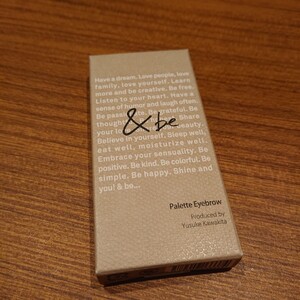 Have a dream. Love people, love
family, love yourself. Learn
more and be creative. Be free.
Listen to your heart. Have a
sense of humor and laugh often.
Be passionate. Be grateful. Be
Share
your beauty
Believe in yourself. Sleep well,
eat well, moisturize well.
Embrace your sensuality. Be
positive. Be kind. Be colorful. Be
simple. Be happy. Shine and
you! & be...
& be
Palette Eyebrow
Produced by
Yusuke Kawakita